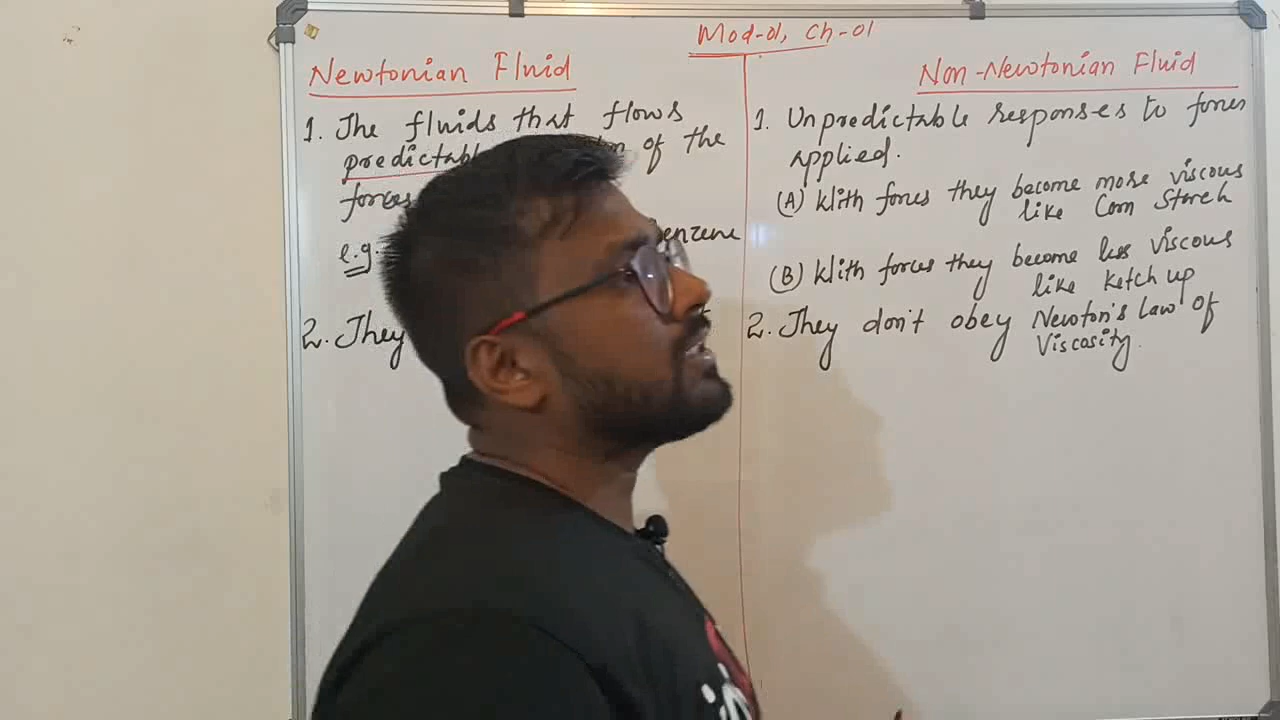 Mod-01, Ch-01
Newtonian Fluid
1. The fluids that flows
predictable of the
forces
e.g. Benzene
2. They
Non-Newtonian Fluid
1. Unpredictable responses to forces
applied.
(A) With forces they become more viscous
like Corn Starch
(B) With forces they become less viscous
like Ketch up
2. They don't obey Newton's Law of
Viscosity.